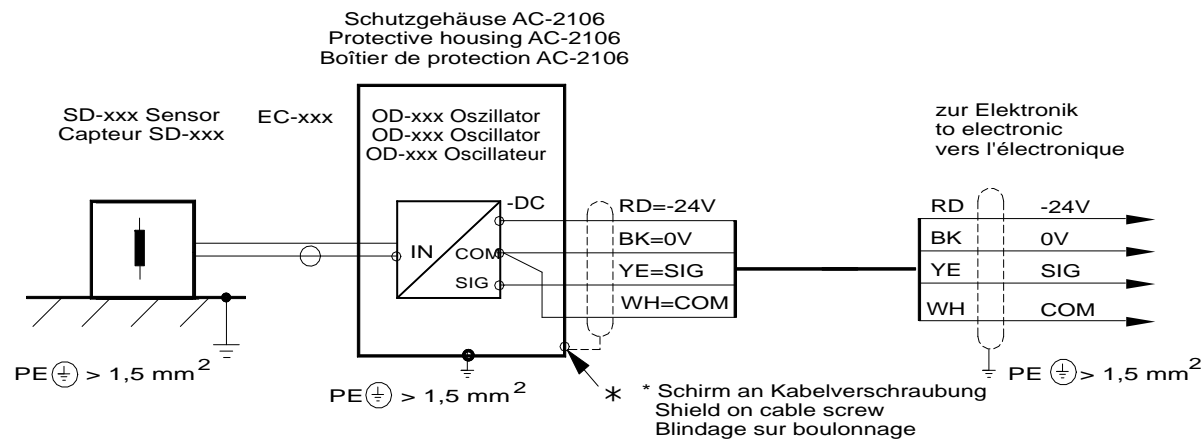 Schutzgehäuse AC-2106
Protective housing AC-2106
Boîtier de protection AC-2106
SD-xxx Sensor
Capteur SD-xxx
EC-xxx
OD-xxx Oszillator
OD-xxx Oscillator
OD-xxx Oscillateur
zur Elektronik
to electronic
vers l'électronique
IN
-DC
COM
SIG
RD=-24V
BK=0V
YE=SIG
WH=COM
RD -24V
BK 0V
YE SIG
WH COM
PE > 1,5 mm²
PE > 1,5 mm²
PE > 1,5 mm²
*
* Schirm an Kabelverschraubung
Shield on cable screw
Blindage sur boulonnage